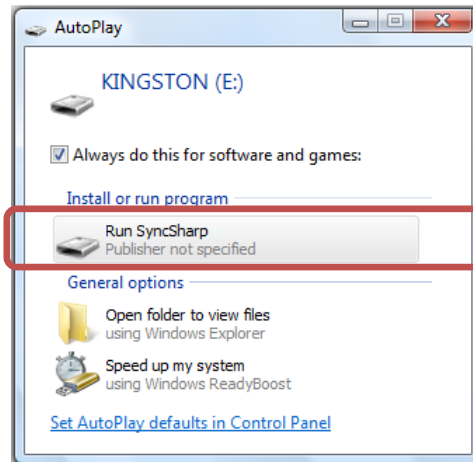 AutoPlay
KINGSTON (E:)
Always do this for software and games:
Install or run program
Run SyncSharp
Publisher not specified
General options
Open folder to view files
using Windows Explorer
Speed up my system
using Windows ReadyBoost
Set AutoPlay defaults in Control Panel